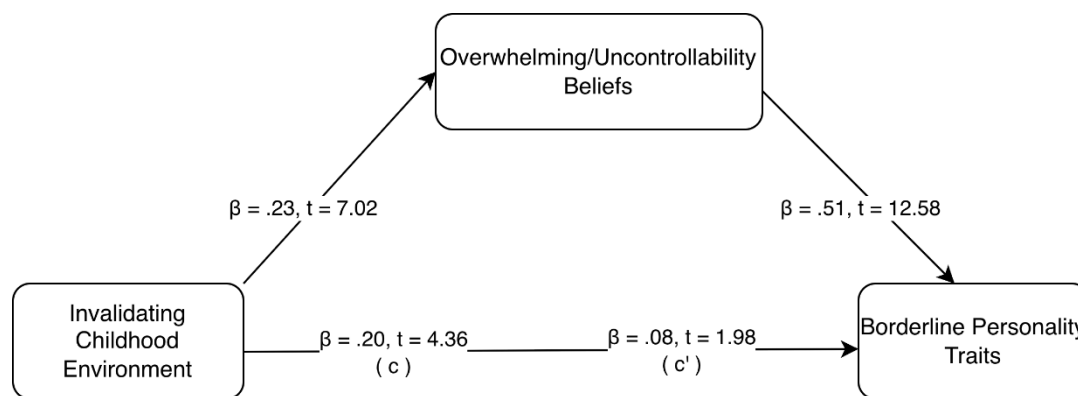 Overwhelming/Uncontrollability
Beliefs
β = .23, t = 7.02
β = .51, t = 12.58
Invalidating
Childhood
Environment
β = .20, t = 4.36
( c )
β = .08, t = 1.98
( c' )
Borderline Personality
Traits